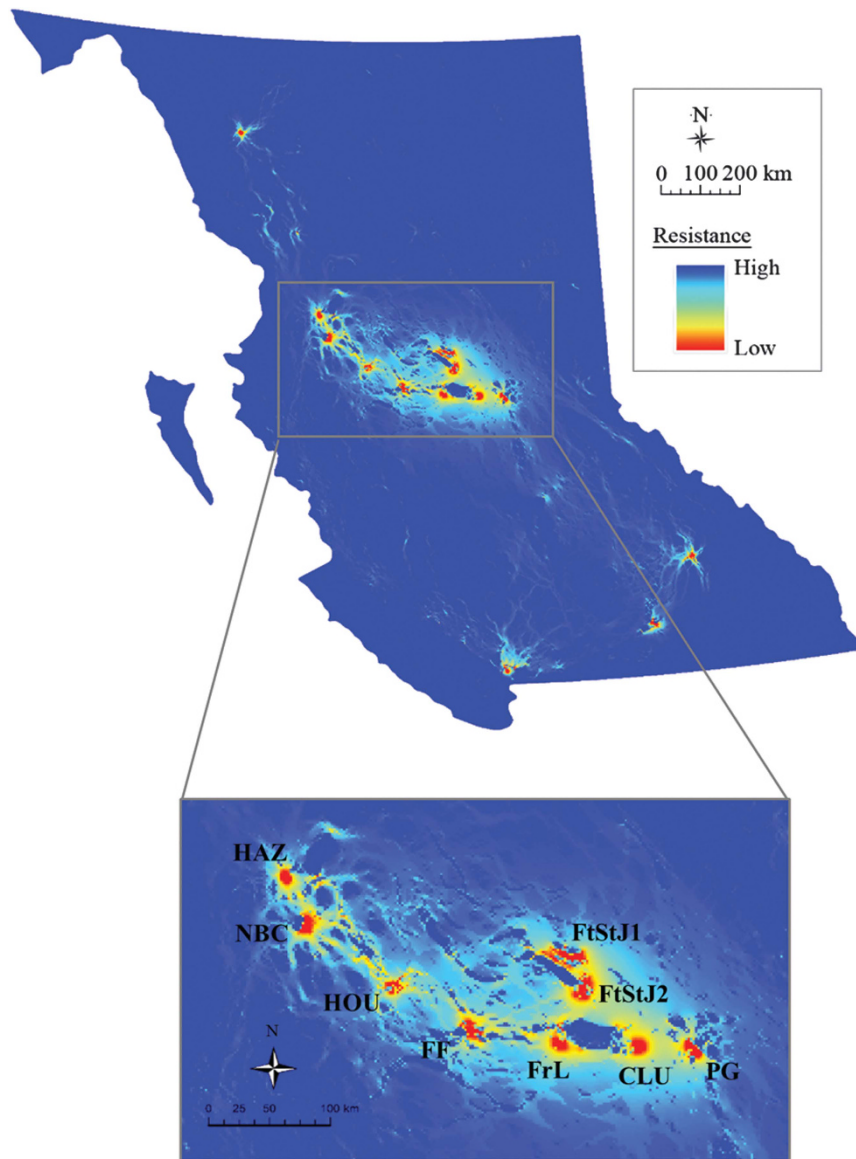 N
0 100 200 km
Resistance
High
Low
HAZ
NBC
FtStJ1
HOU
FtStJ2
FF
FrL
CLU
PG
N
0 25 50 100 km